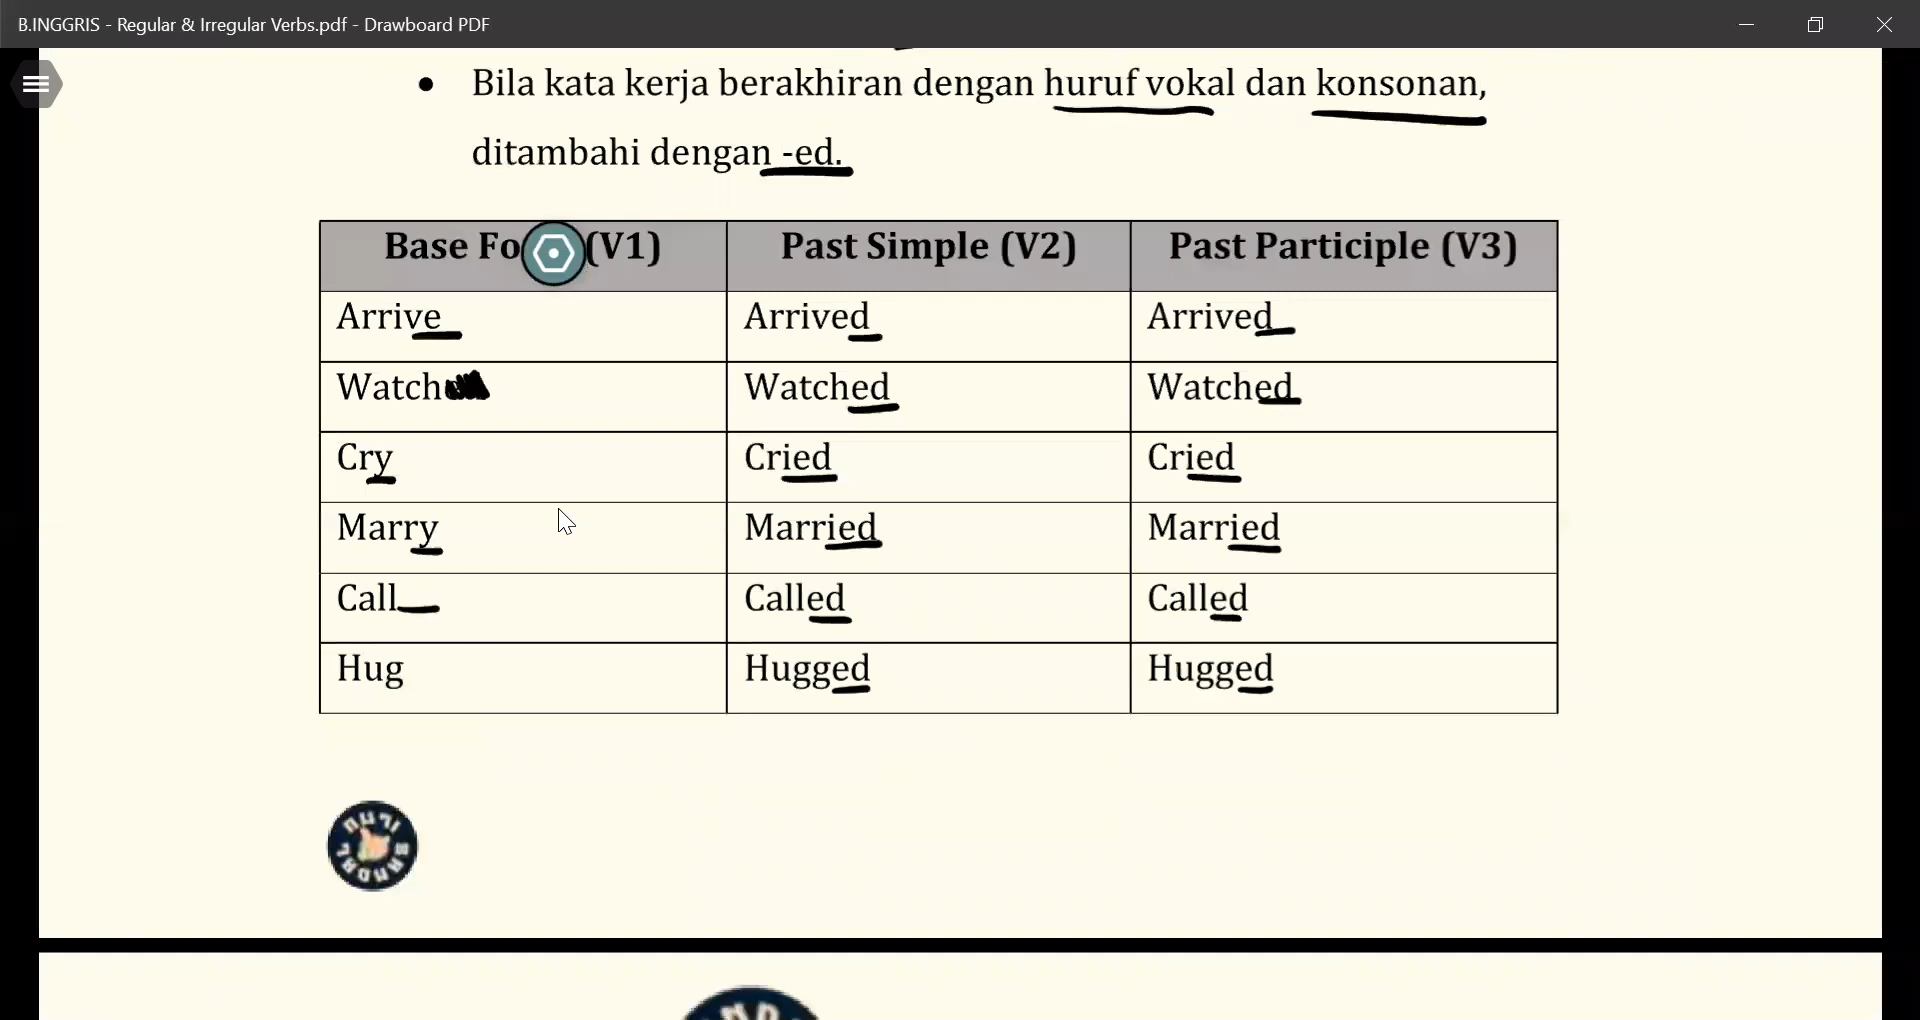 B.INGGRIS - Regular & Irregular Verbs.pdf - Drawboard PDF
• Bila kata kerja berakhiran dengan huruf vokal dan konsonan,
ditambahi dengan -ed.
Base Fo (V1) Past Simple (V2) Past Participle (V3)
Arrive Arrived Arrived
Watch Watched Watched
Cry Cried Cried
Marry Married Married
Call Called Called
Hug Hugged Hugged